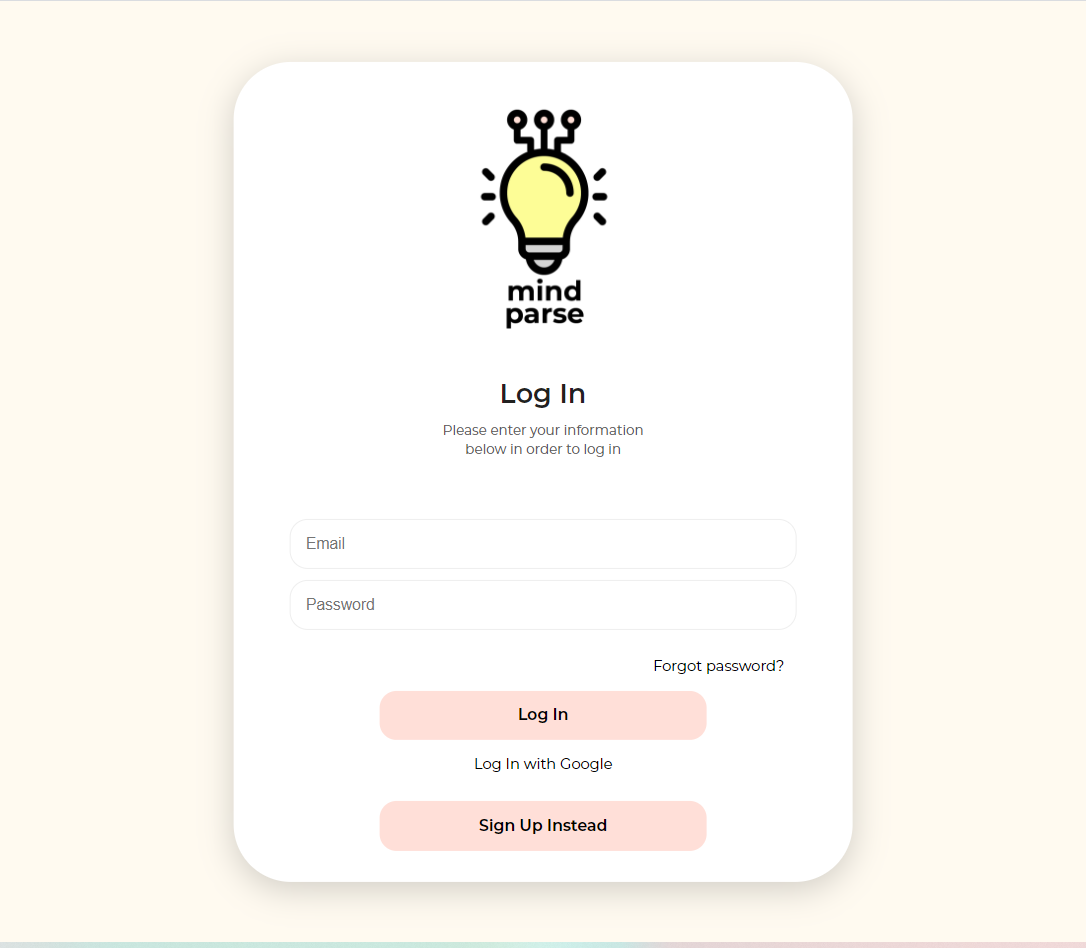 mind
parse
Log In
Please enter your information
below in order to log in
Email
Password
Forgot password?
Log In
Log In with Google
Sign Up Instead